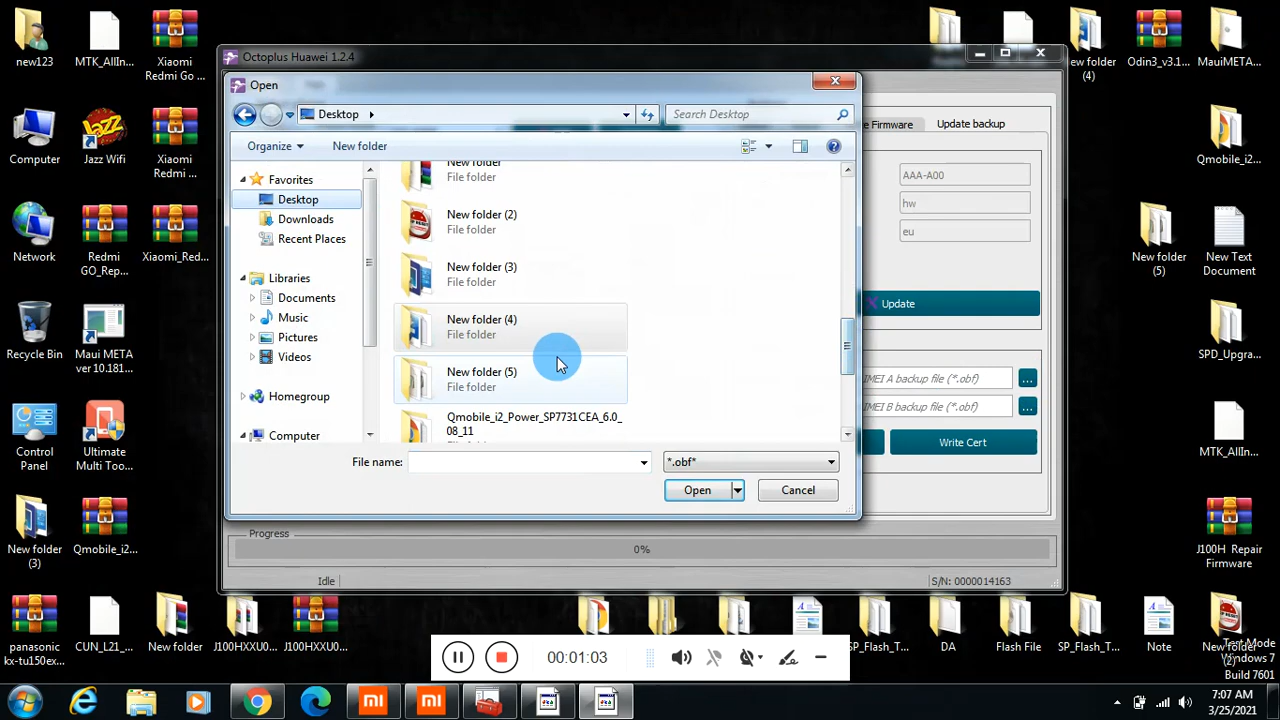 new123
MTK_AllIn...
Xiaomi
Redmi Go ...
Computer
Jazz Wifi
Xiaomi
Redmi ...
Network
Redmi
GO_Rep...
Xiaomi_Red...
Recycle Bin
Maui META
ver 10.181...
Control
Panel
Ultimate
Multi Too...
New folder
(3)
Qmobile_i2...
panasonic
kx-tu150ex...
CUN_L21_...
New folder
J100HXXU0...
J100HXXU0...
Octoplus Huawei 1.2.4
Open
Desktop
Search Desktop
Organize
New folder
Favorites
Desktop
Downloads
Recent Places
Libraries
Documents
Music
Pictures
Videos
Homegroup
Computer
New folder
File folder
New folder (2)
File folder
New folder (3)
File folder
New folder (4)
File folder
New folder (5)
File folder
Qmobile_i2_Power_SP7731CEA_6.0_
08_11
File name:
*.obf*
Open
Cancel
e Firmware
Update backup
AAA-A00
hw
eu
Update
IMEI A backup file (*.obf)
...
IMEI B backup file (*.obf)
...
Write Cert
Progress
0%
Idle
S/N: 0000014163
ew folder
(4)
Odin3_v3.1...
MauiMETA...
Qmobile_i2...
New folder
(5)
New Text
Document
SPD_Upgra...
MTK_AllIn...
J100H Repair
Firmware
SP_Flash_T...
DA
Flash File
SP_Flash_T...
Note
New folder
(2)
Test Mode
Windows 7
Build 7601
00:01:03
7:07 AM
3/25/2021